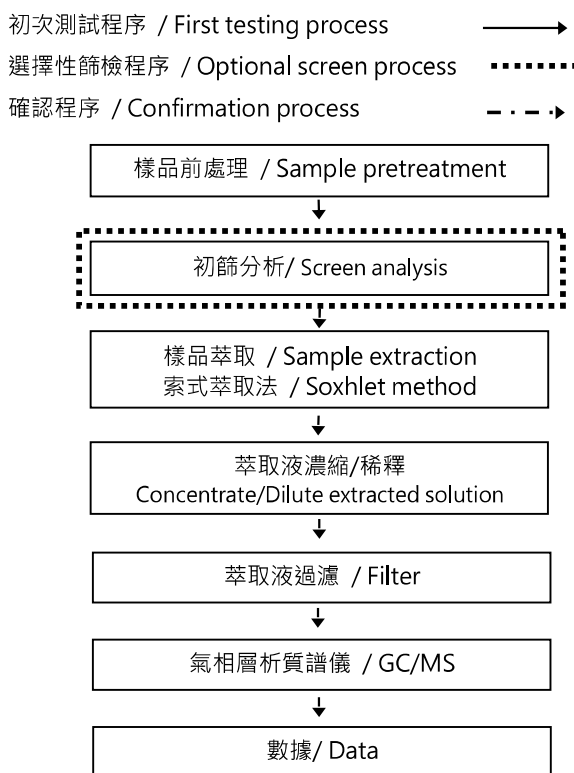 初次測試程序 / First testing process
選擇性篩檢程序 / Optional screen process
確認程序 / Confirmation process
樣品前處理 / Sample pretreatment
初篩分析/ Screen analysis
樣品萃取 / Sample extraction
索式萃取法 / Soxhlet method
萃取液濃縮/稀釋
Concentrate/Dilute extracted solution
萃取液過濾 / Filter
氣相層析質譜儀 / GC/MS
數據/ Data